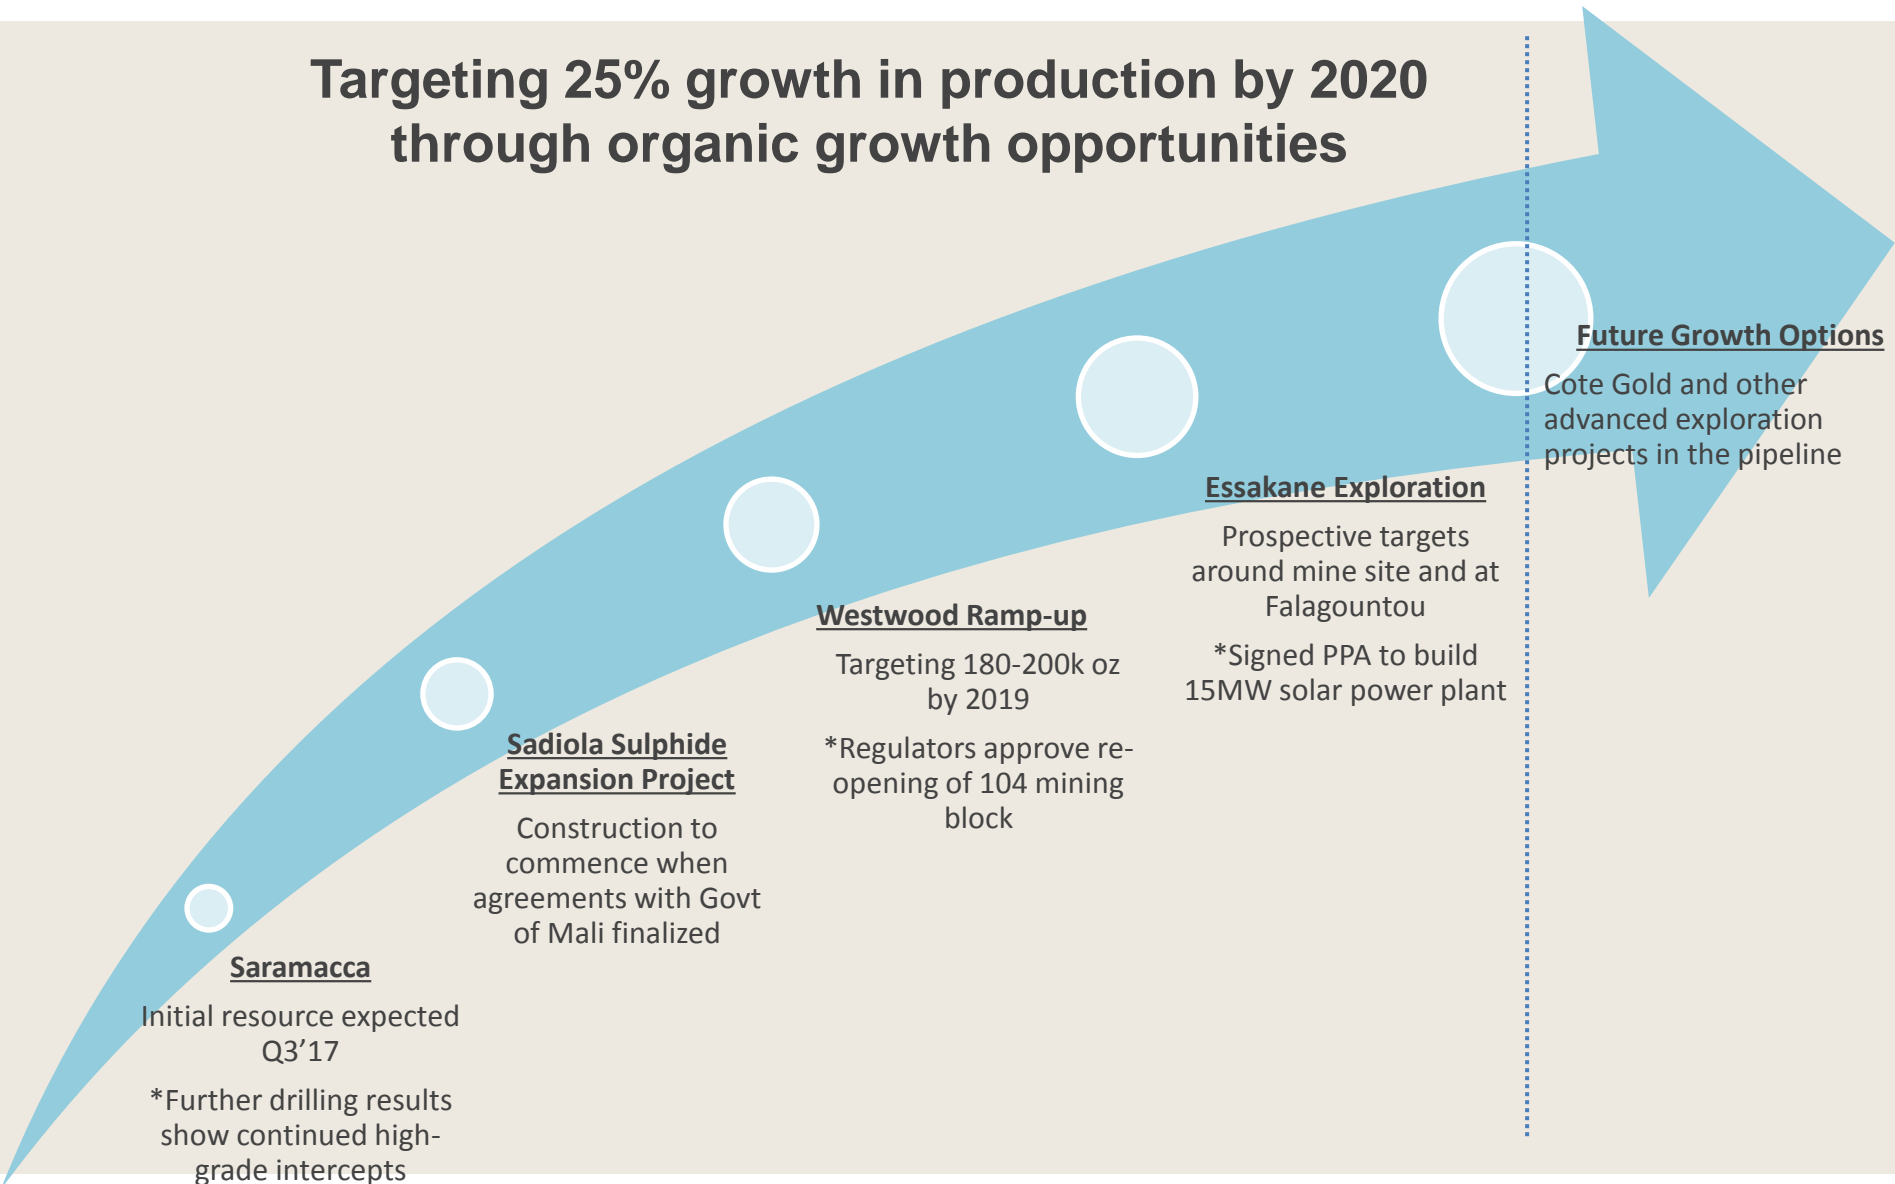 Targeting 25% growth in production by 2020
through organic growth opportunities
Saramacca
Initial resource expected
Q3’17
*Further drilling results
show continued high-
grade intercepts
Sadiola Sulphide
Expansion Project
Construction to
commence when
agreements with Govt
of Mali finalized
Westwood Ramp-up
Targeting 180-200k oz
by 2019
*Regulators approve re-
opening of 104 mining
block
Essakane Exploration
Prospective targets
around mine site and at
Falagountou
*Signed PPA to build
15MW solar power plant
Future Growth Options
Cote Gold and other
advanced exploration
projects in the pipeline